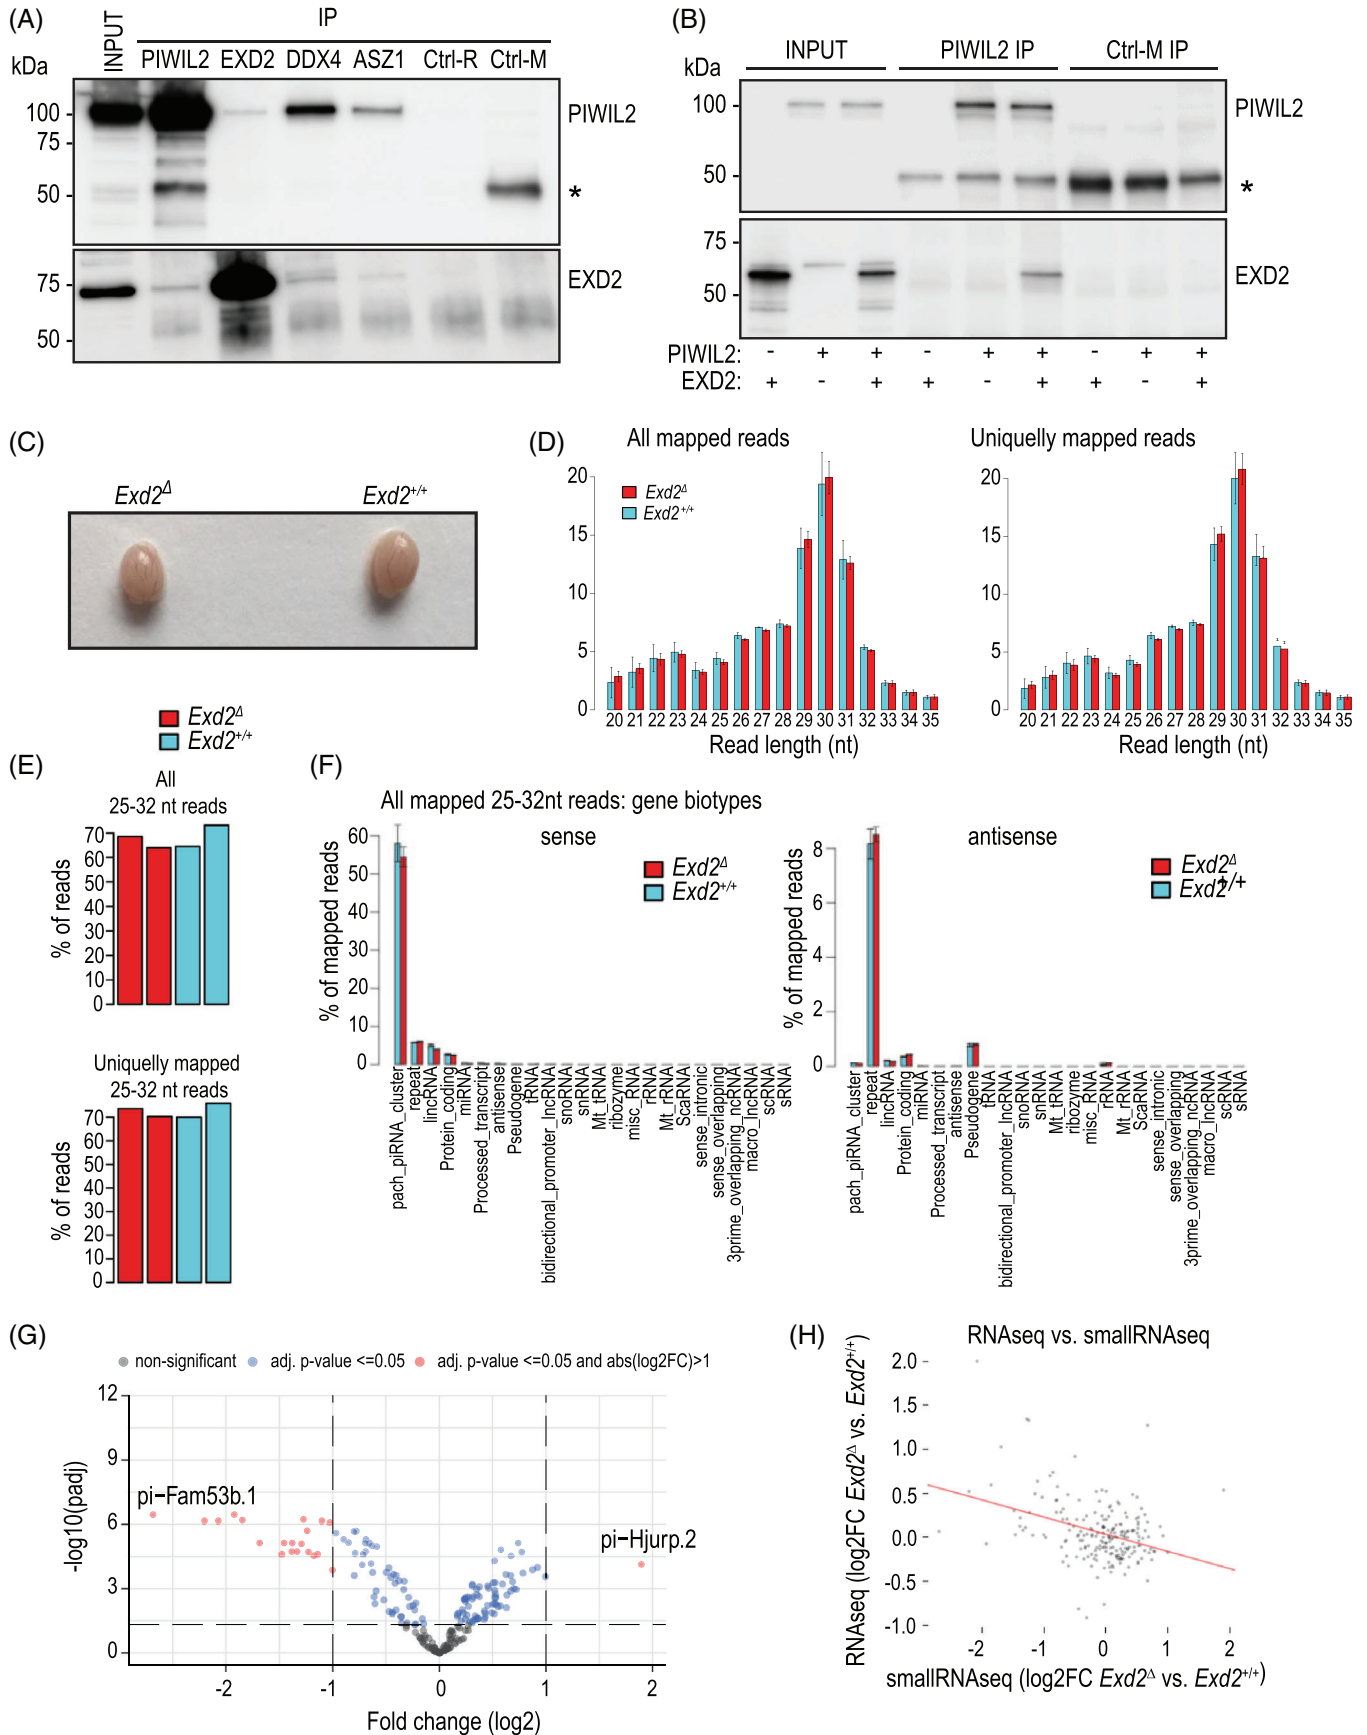 (A)
IP
INPUT
PIWIL2 EXD2 DDX4 ASZ1 Ctrl-R Ctrl-M
kDa
100
75
50
PIWIL2
*
75
50
EXD2
(B)
INPUT PIWIL2 IP Ctrl-M IP
kDa
100
50
PIWIL2
*
75
50
EXD2
PIWIL2: - + + - + + - + +
EXD2: + - + + - + + - +
(C)
Exd2Δ Exd2+/+
(D)
All mapped reads
Exd2Δ
Exd2+/+
20
15
10
5
0
20 21 22 23 24 25 26 27 28 29 30 31 32 33 34 35
Read length (nt)
Uniquelly mapped reads
20
15
10
5
0
20 21 22 23 24 25 26 27 28 29 30 31 32 33 34 35
Read length (nt)
Exd2Δ
Exd2+/+
(E)
All
25-32 nt reads
% of reads
70
60
50
40
30
20
10
0
Uniquely mapped
25-32 nt reads
% of reads
70
60
50
40
30
20
10
0
(F)
All mapped 25-32nt reads: gene biotypes
sense
Exd2Δ
Exd2+/+
% of mapped reads
60
50
40
30
20
10
0
pach_piRNA_cluster
repeat
lincRNA
Protein_coding
miRNA
Processed_transcript
antisense
Pseudogene
tRNA
bidirectional_promoter_lncRNA
snoRNA
snRNA
Mt_tRNA
ribozyme
misc_RNA
rRNA
Mt_rRNA
ScaRNA
sense_intronic
sense_overlapping
3prime_overlapping_ncRNA
macro_lncRNA
scRNA
sRNA
antisense
Exd2Δ
Exd2+/+
% of mapped reads
8
6
4
2
0
pach_piRNA_cluster
repeat
lincRNA
Protein_coding
miRNA
Processed_transcript
antisense
Pseudogene
tRNA
bidirectional_promoter_lncRNA
snoRNA
snRNA
Mt_tRNA
ribozyme
misc_RNA
rRNA
Mt_rRNA
ScaRNA
sense_intronic
sense_overlapping
3prime_overlapping_ncRNA
macro_lncRNA
scRNA
sRNA
(G)
non-significant adj. p-value <=0.05 adj. p-value <=0.05 and abs(log2FC)>1
-log10(padj)
12
9
6
3
0
pi-Fam53b.1
pi-Hjurp.2
-2 -1 0 1 2
Fold change (log2)
(H)
RNAseq vs. smallRNAseq
RNAseq (log2FC Exd2Δ vs. Exd2+/+)
2.0
1.0
0.5
0.0
-0.5
-1.0
-2 -1 0 1 2
smallRNAseq (log2FC Exd2Δ vs. Exd2+/+)